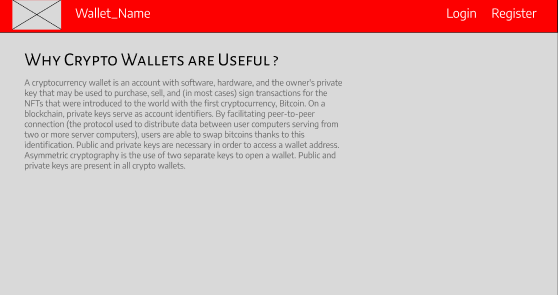 Wallet_Name
Login Register
Why Crypto Wallets are Useful ?
A cryptocurrency wallet is an account with software, hardware, and the owner's private
key that may be used to purchase, sell, and (in most cases) sign transactions for the
NFTs that were introduced to the world with the first cryptocurrency, Bitcoin. On a
blockchain, private keys serve as account identifiers. By facilitating peer-to-peer
connection (the protocol used to distribute data between user computers serving from
two or more server computers), users are able to swap bitcoins thanks to this
identification. Public and private keys are necessary in order to access a wallet address.
Asymmetric cryptography is the use of two separate keys to open a wallet. Public and
private keys are present in all crypto wallets.